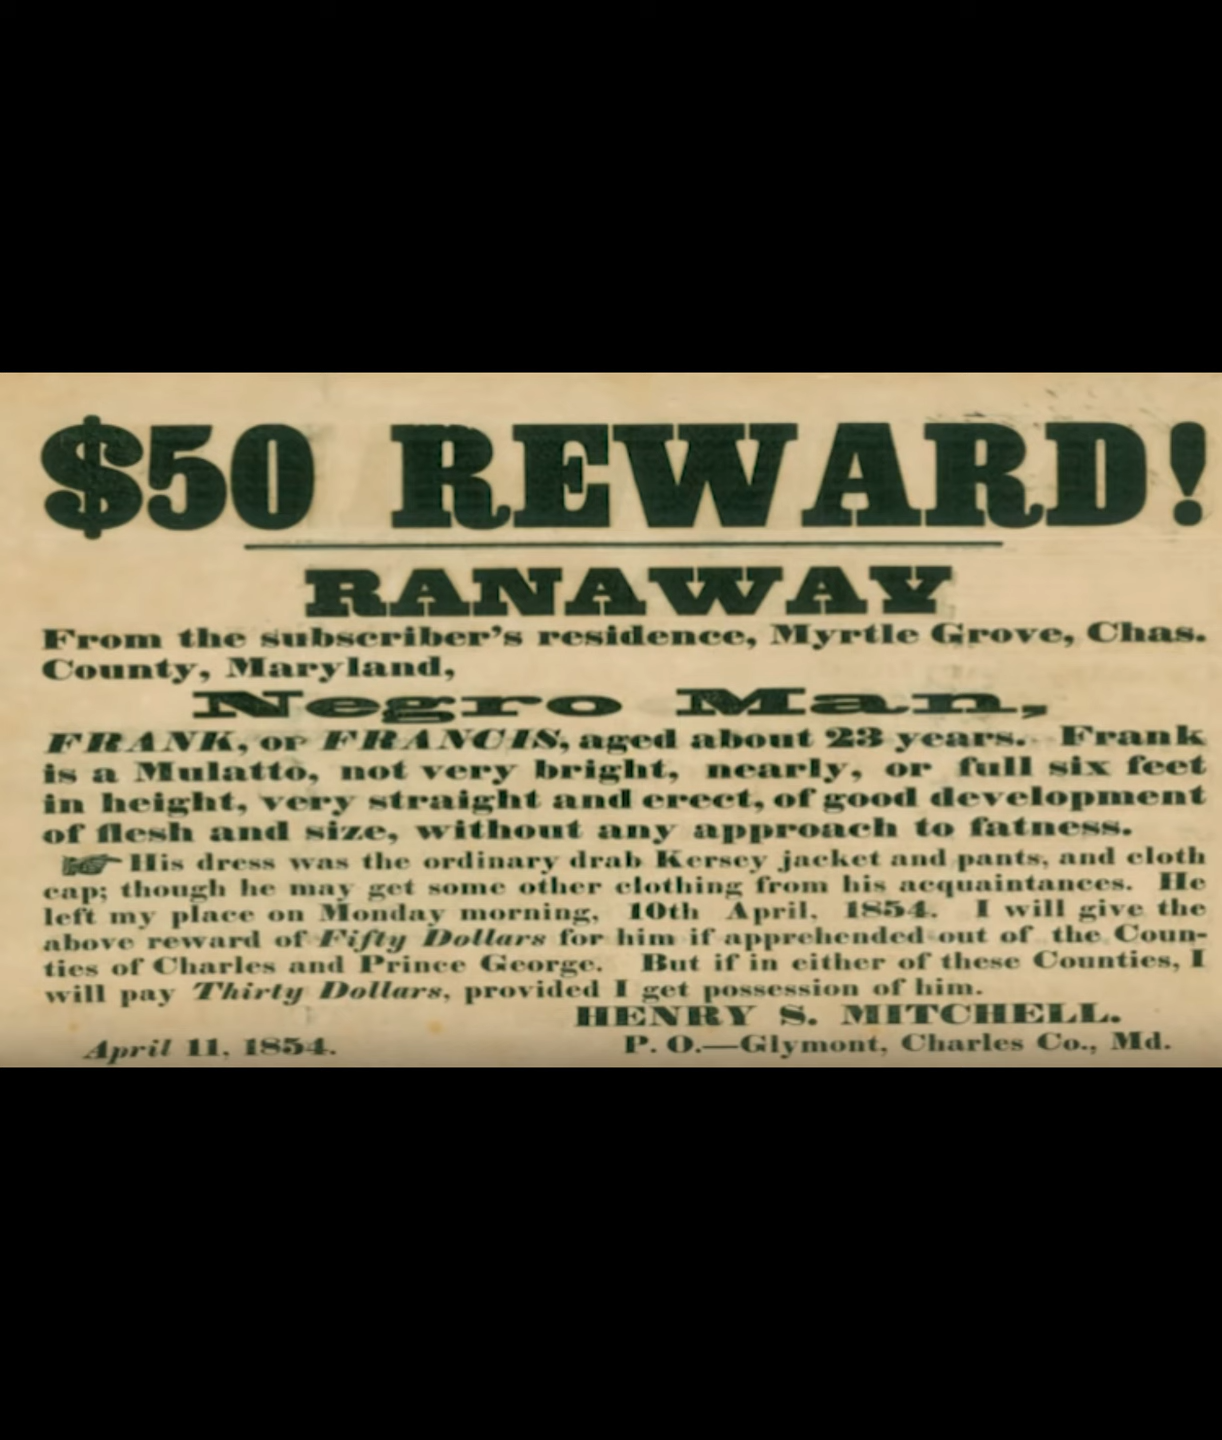 $50 REWARD!
RANAWAY
From the subscriber's residence, Myrtle Grove, Chas.
County, Maryland,
Negro Man,
FRANK, or FRANCIS, aged about 23 years. Frank
is a Mulatto, not very bright, nearly, or full six feet
in height, very straight and erect, of good development
of flesh and size, without any approach to fatness.
☞ His dress was the ordinary drab Kersey jacket and pants, and cloth
cap; though he may get some other clothing from his acquaintances. He
left my place on Monday morning, 10th April, 1854. I will give the
above reward of Fifty Dollars for him if apprehended out of the Coun-
ties of Charles and Prince George. But if in either of these Counties, I
will pay Thirty Dollars, provided I get possession of him.
HENRY S. MITCHELL.
April 11, 1854. P. O.—Glymont, Charles Co., Md.